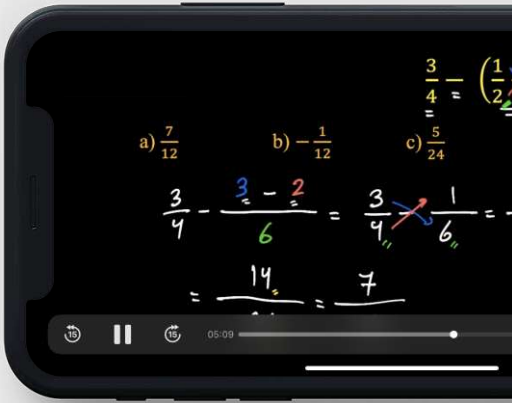 3/4 - (1/2
a) 7/12 b) -1/12 c) 5/24
3/4 - (3 - 2)/6 = 3/4 - 1/6 =
= 14/ = 7/
15 15 05:09